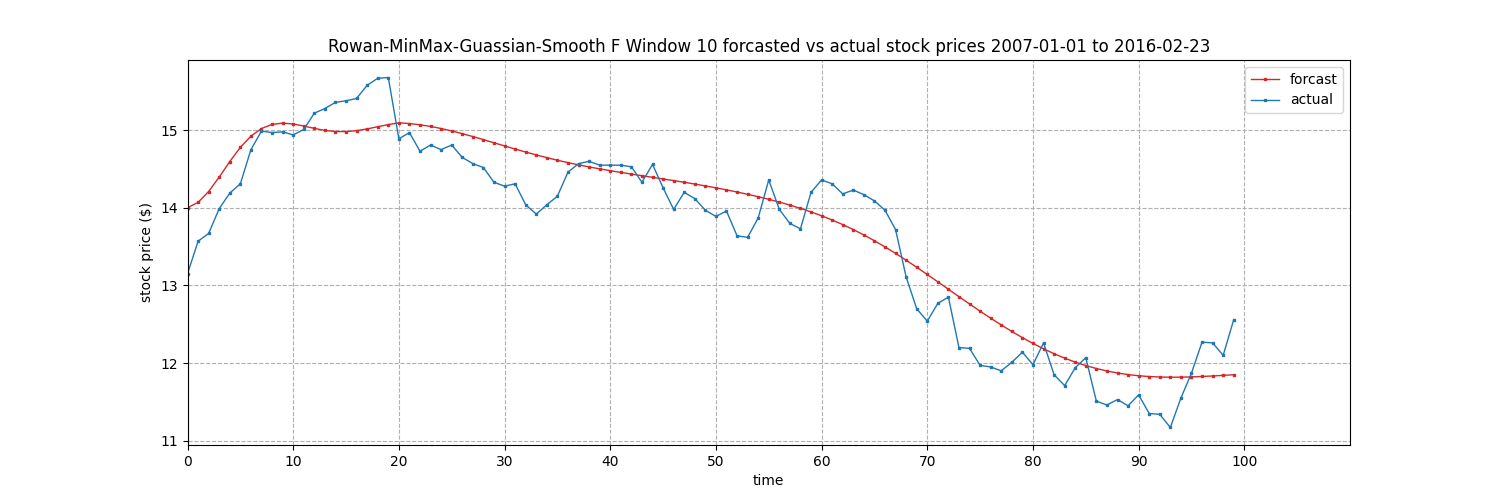 Rowan-MinMax-Guassian-Smooth F Window 10 forcasted vs actual stock prices 2007-01-01 to 2016-02-23
forcast
actual
stock price ($)
15
14
13
12
11
0 10 20 30 40 50 60 70 80 90 100
time